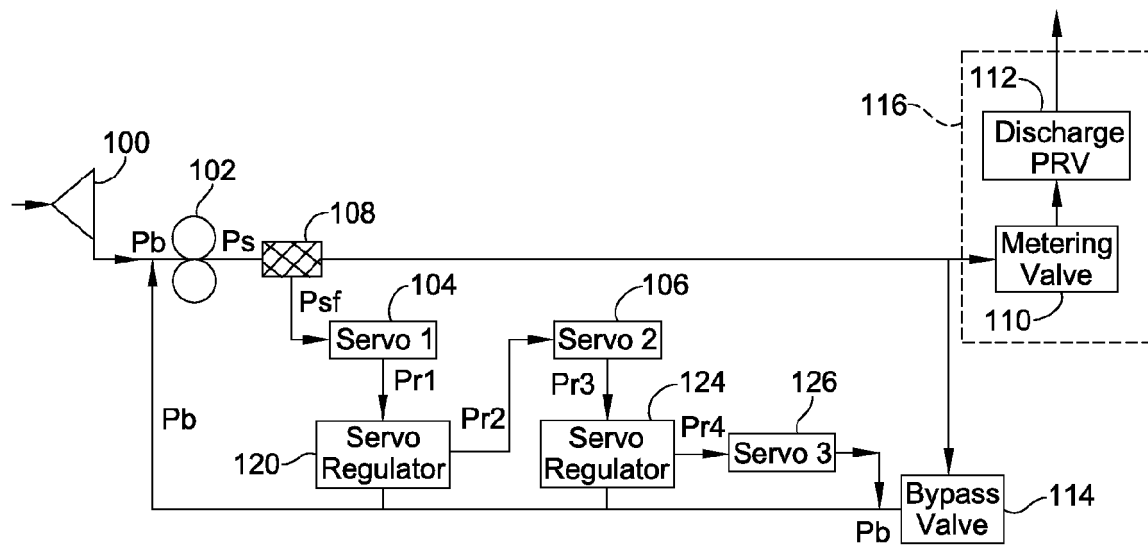 112
116
Discharge
PRV
100
102
108
Pb
Ps
Metering
Valve
110
Psf
104
106
Servo 1
Servo 2
Pr1
Pr3
124
126
Pb
Pr2
Pr4
120
Servo
Regulator
Servo
Regulator
Servo 3
Pb
Bypass
Valve
114